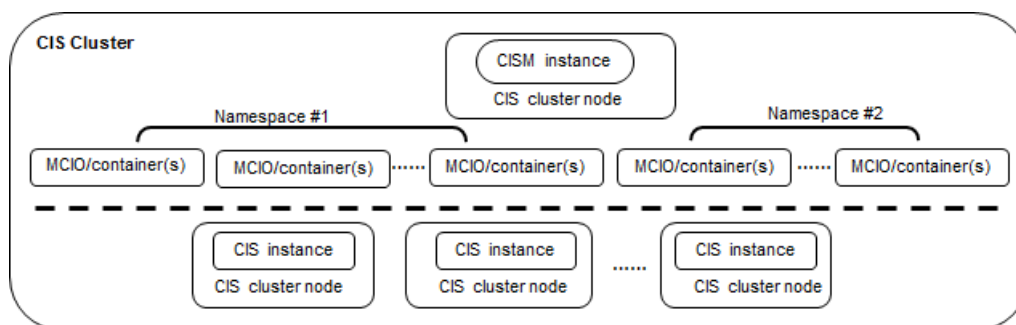 CIS Cluster
CISM instance
CIS cluster node
Namespace #1
Namespace #2
MCIO/container(s)
MCIO/container(s)
......
MCIO/container(s)
MCIO/container(s)
......
MCIO/container(s)
CIS instance
CIS cluster node
CIS instance
CIS cluster node
......
CIS instance
CIS cluster node